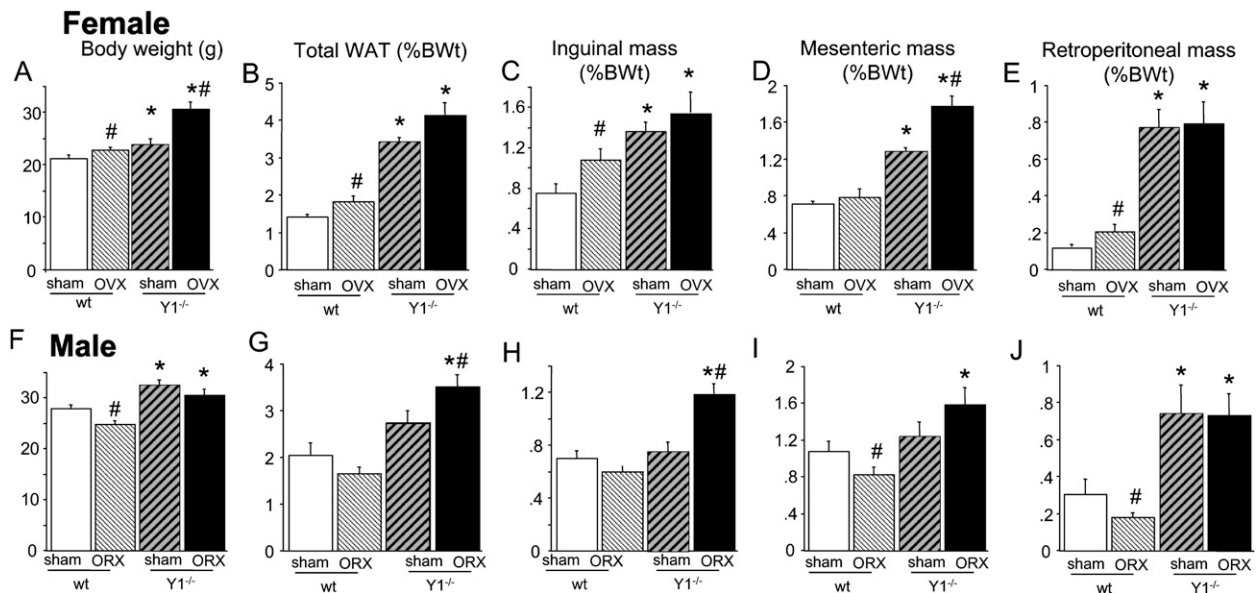 Female
Body weight (g)
Total WAT (%BWt)
Inguinal mass
(%BWt)
Mesenteric mass
(%BWt)
Retroperitoneal mass
(%BWt)
A
30
20
10
0
#
*
*#
sham OVX sham OVX
wt Y1-/-
B
5
4
3
2
1
0
#
*
*
sham OVX sham OVX
wt Y1-/-
C
2
1.6
1.2
.8
.4
0
#
*
*
sham OVX sham OVX
wt Y1-/-
D
2
1.6
1.2
.8
.4
0
*
*#
sham OVX sham OVX
wt Y1-/-
E
1
.8
.6
.4
.2
0
#
*
*
sham OVX sham OVX
wt Y1-/-
Male
F
30
20
10
0
#
*
*
sham ORX sham ORX
wt Y1-/-
G
4
3
2
1
0
*#
sham ORX sham ORX
wt Y1-/-
H
1.2
.8
.4
0
*#
sham ORX sham ORX
wt Y1-/-
I
2
1.6
1.2
.8
.4
0
#
*
sham ORX sham ORX
wt Y1-/-
J
1
.8
.6
.4
.2
0
#
*
*
sham ORX sham ORX
wt Y1-/-